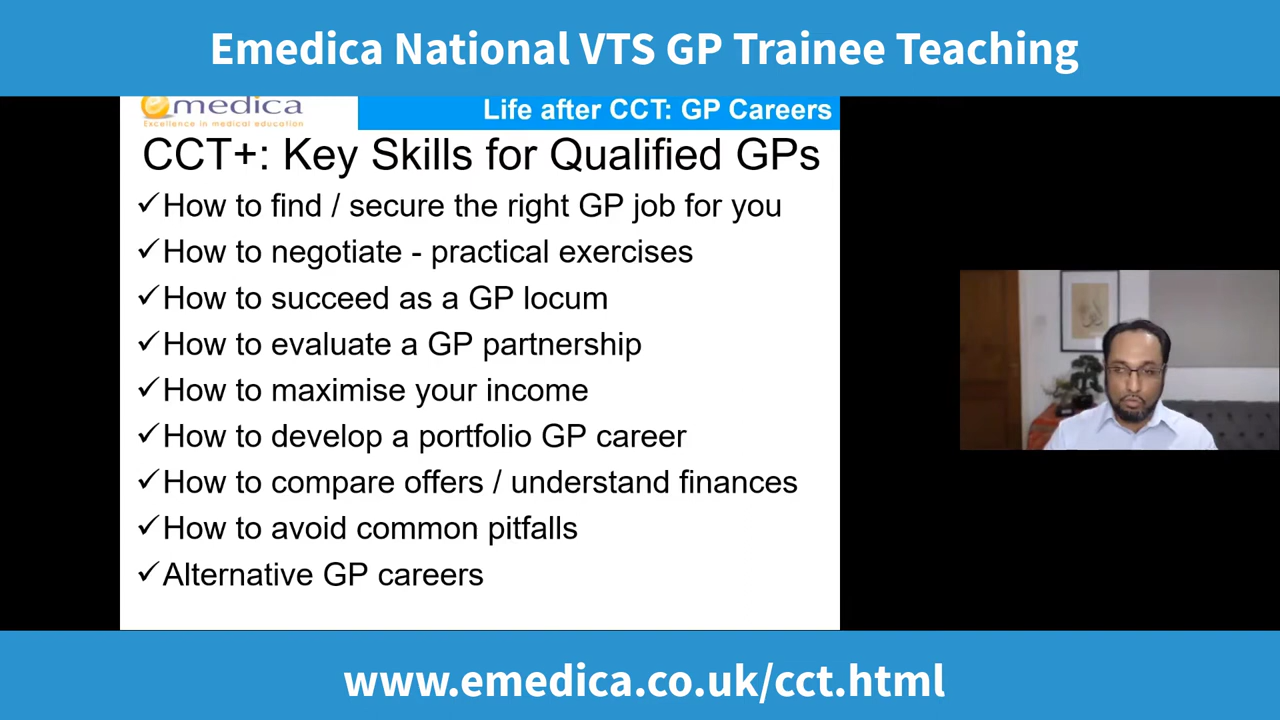 Emedica National VTS GP Trainee Teaching
emedica
Excellence in medical education
Life after CCT: GP Careers
CCT+: Key Skills for Qualified GPs
✓How to find / secure the right GP job for you
✓How to negotiate - practical exercises
✓How to succeed as a GP locum
✓How to evaluate a GP partnership
✓How to maximise your income
✓How to develop a portfolio GP career
✓How to compare offers / understand finances
✓How to avoid common pitfalls
✓Alternative GP careers
www.emedica.co.uk/cct.html